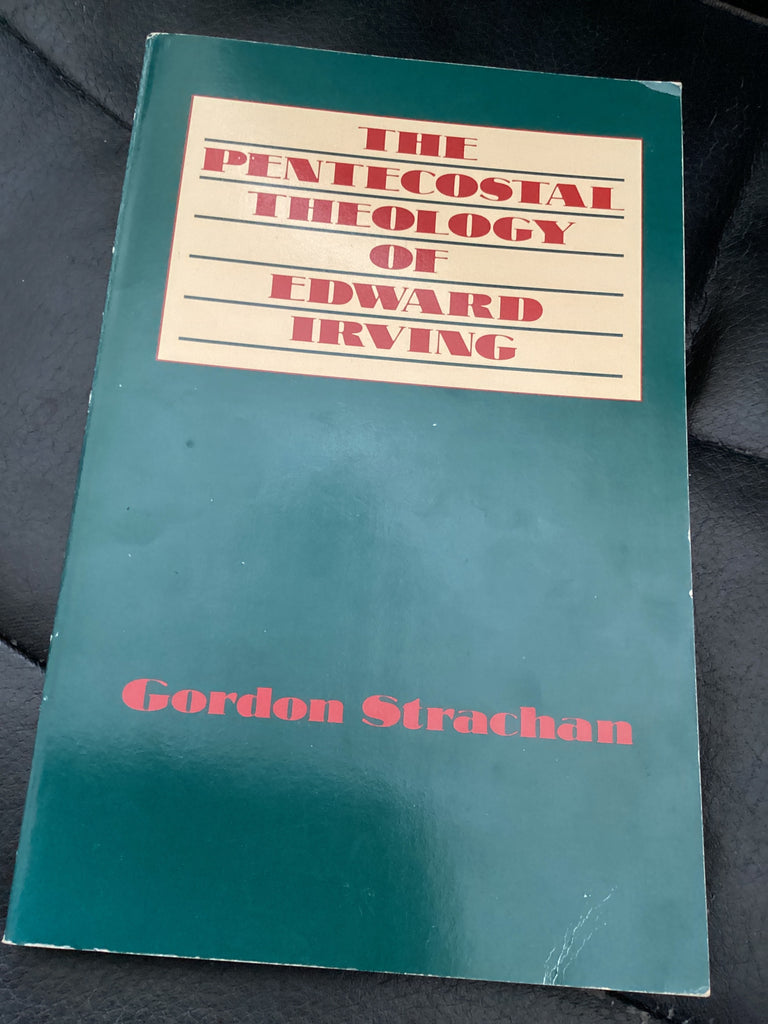 THE
PENTECOSTAL
THEOLOGY
OF
EDWARD
IRVING
Gordon Strachan